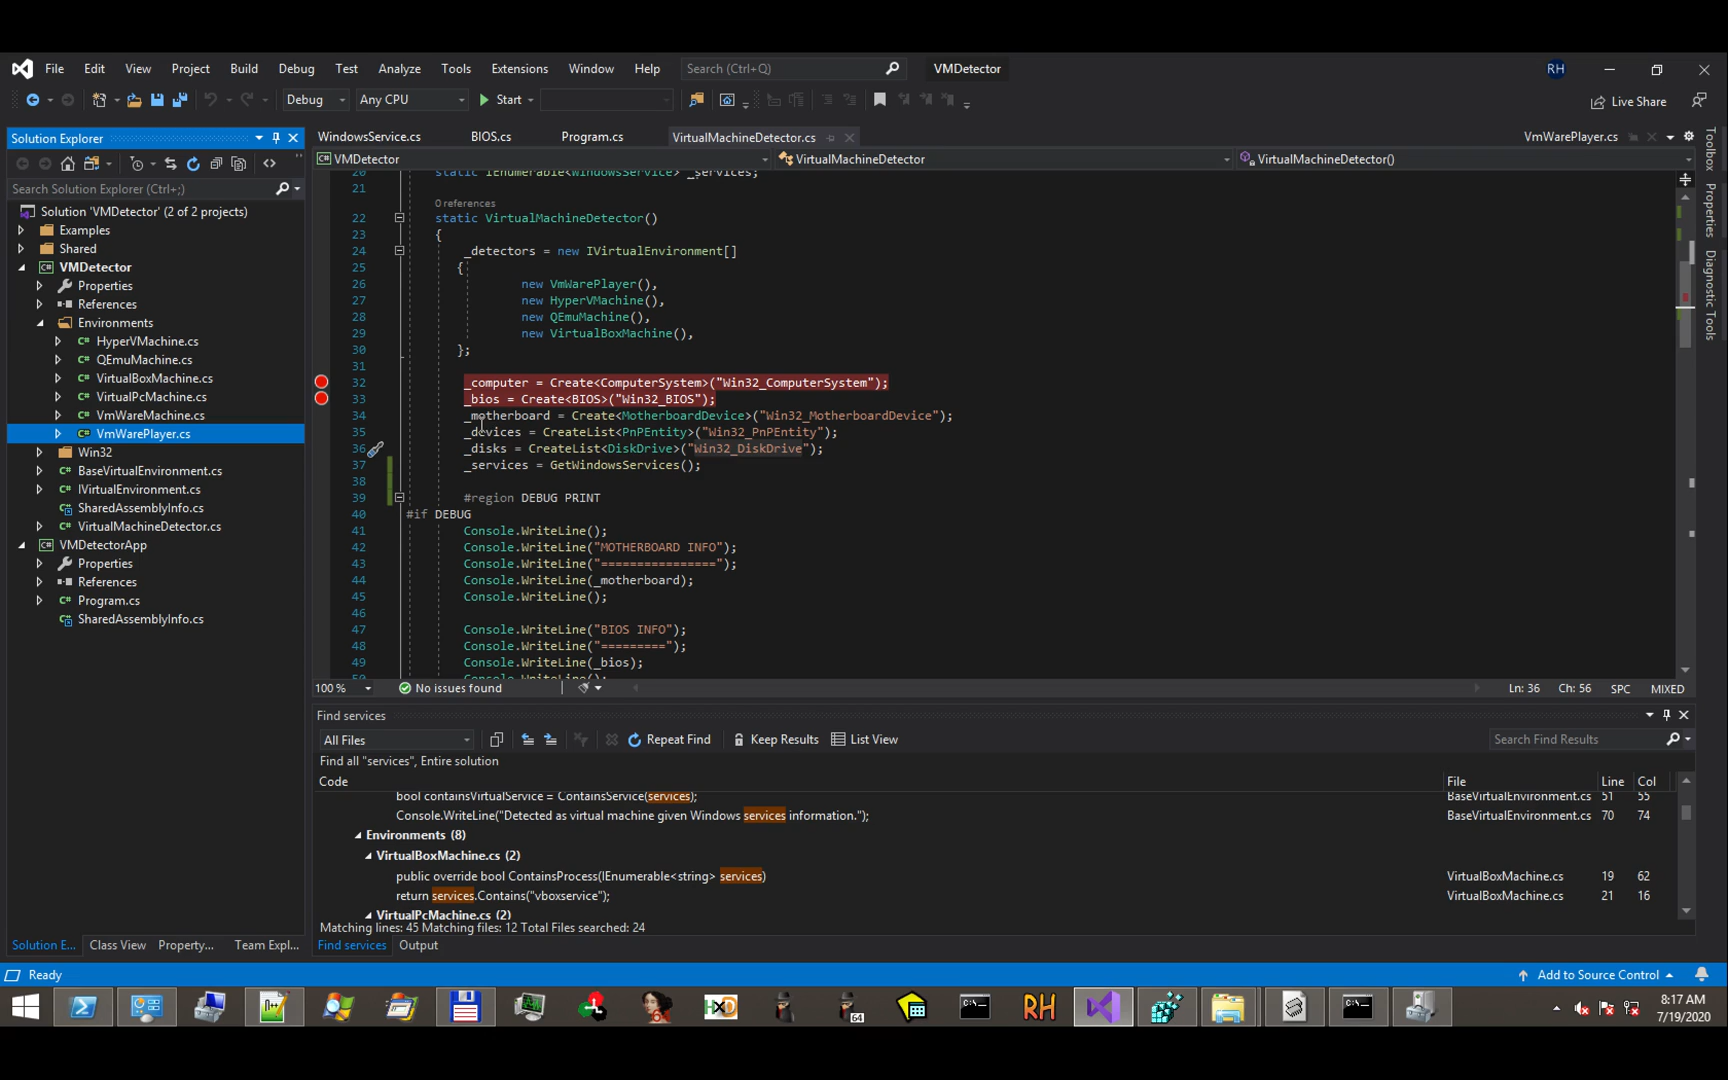 File Edit View Project Build Debug Test Analyze Tools Extensions Window Help Search (Ctrl+Q) VMDetector RH
Debug Any CPU Start Live Share
Solution Explorer
Search Solution Explorer (Ctrl+;)
Solution 'VMDetector' (2 of 2 projects)
Examples
Shared
VMDetector
Properties
References
Environments
HyperVMachine.cs
QEmuMachine.cs
VirtualBoxMachine.cs
VirtualPcMachine.cs
VmWareMachine.cs
VmWarePlayer.cs
Win32
BaseVirtualEnvironment.cs
IVirtualEnvironment.cs
SharedAssemblyInfo.cs
VirtualMachineDetector.cs
VMDetectorApp
Properties
References
Program.cs
SharedAssemblyInfo.cs
Solution E... Class View Property... Team Expl...
WindowsService.cs BIOS.cs Program.cs VirtualMachineDetector.cs VmWarePlayer.cs
VMDetector VirtualMachineDetector VirtualMachineDetector()
20 static IEnumerable<WindowsService> _services;
21
0 references
22 static VirtualMachineDetector()
23 {
24 _detectors = new IVirtualEnvironment[]
25 {
26 new VmWarePlayer(),
27 new HyperVMachine(),
28 new QEmuMachine(),
29 new VirtualBoxMachine(),
30 };
31
32 _computer = Create<ComputerSystem>("Win32_ComputerSystem");
33 _bios = Create<BIOS>("Win32_BIOS");
34 _motherboard = Create<MotherboardDevice>("Win32_MotherboardDevice");
35 _devices = CreateList<PnPEntity>("Win32_PnPEntity");
36 _disks = CreateList<DiskDrive>("Win32_DiskDrive");
37 _services = GetWindowsServices();
38
39 #region DEBUG PRINT
40 #if DEBUG
41 Console.WriteLine();
42 Console.WriteLine("MOTHERBOARD INFO");
43 Console.WriteLine("================");
44 Console.WriteLine(_motherboard);
45 Console.WriteLine();
46
47 Console.WriteLine("BIOS INFO");
48 Console.WriteLine("=========");
49 Console.WriteLine(_bios);
50 Console.WriteLine();
100 % No issues found Ln: 36 Ch: 56 SPC MIXED
Toolbox
Properties
Diagnostic Tools
Find services
All Files Repeat Find Keep Results List View Search Find Results
Find all "services", Entire solution
Code File Line Col
bool containsVirtualService = ContainsService(services); BaseVirtualEnvironment.cs 51 55
Console.WriteLine("Detected as virtual machine given Windows services information."); BaseVirtualEnvironment.cs 70 74
Environments (8)
VirtualBoxMachine.cs (2)
public override bool ContainsProcess(IEnumerable<string> services) VirtualBoxMachine.cs 19 62
return services.Contains("vboxservice"); VirtualBoxMachine.cs 21 16
VirtualPcMachine.cs (2)
Matching lines: 45 Matching files: 12 Total Files searched: 24
Find services Output
Ready Add to Source Control
HxD 64 RH
8:17 AM
7/19/2020